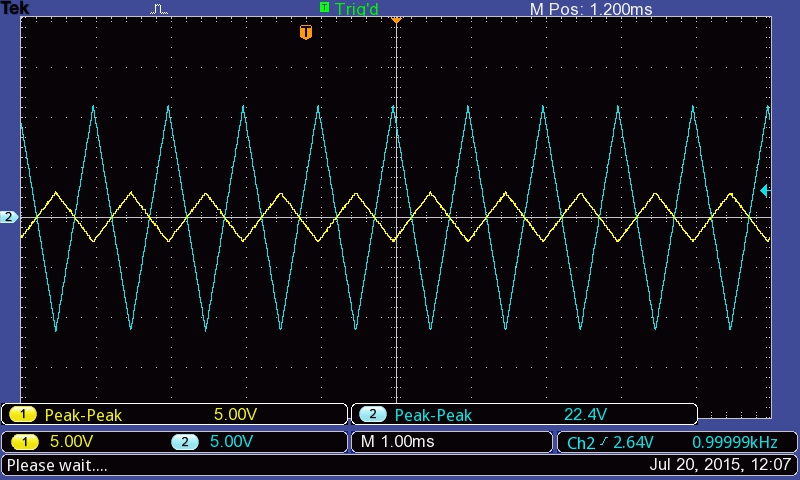 Tek T Trig'd M Pos: 1.200ms
T
2
1 Peak-Peak 5.00V 2 Peak-Peak 22.4V
1 5.00V 2 5.00V M 1.00ms Ch2 / 2.64V 0.99999kHz
Please wait.... Jul 20, 2015, 12:07